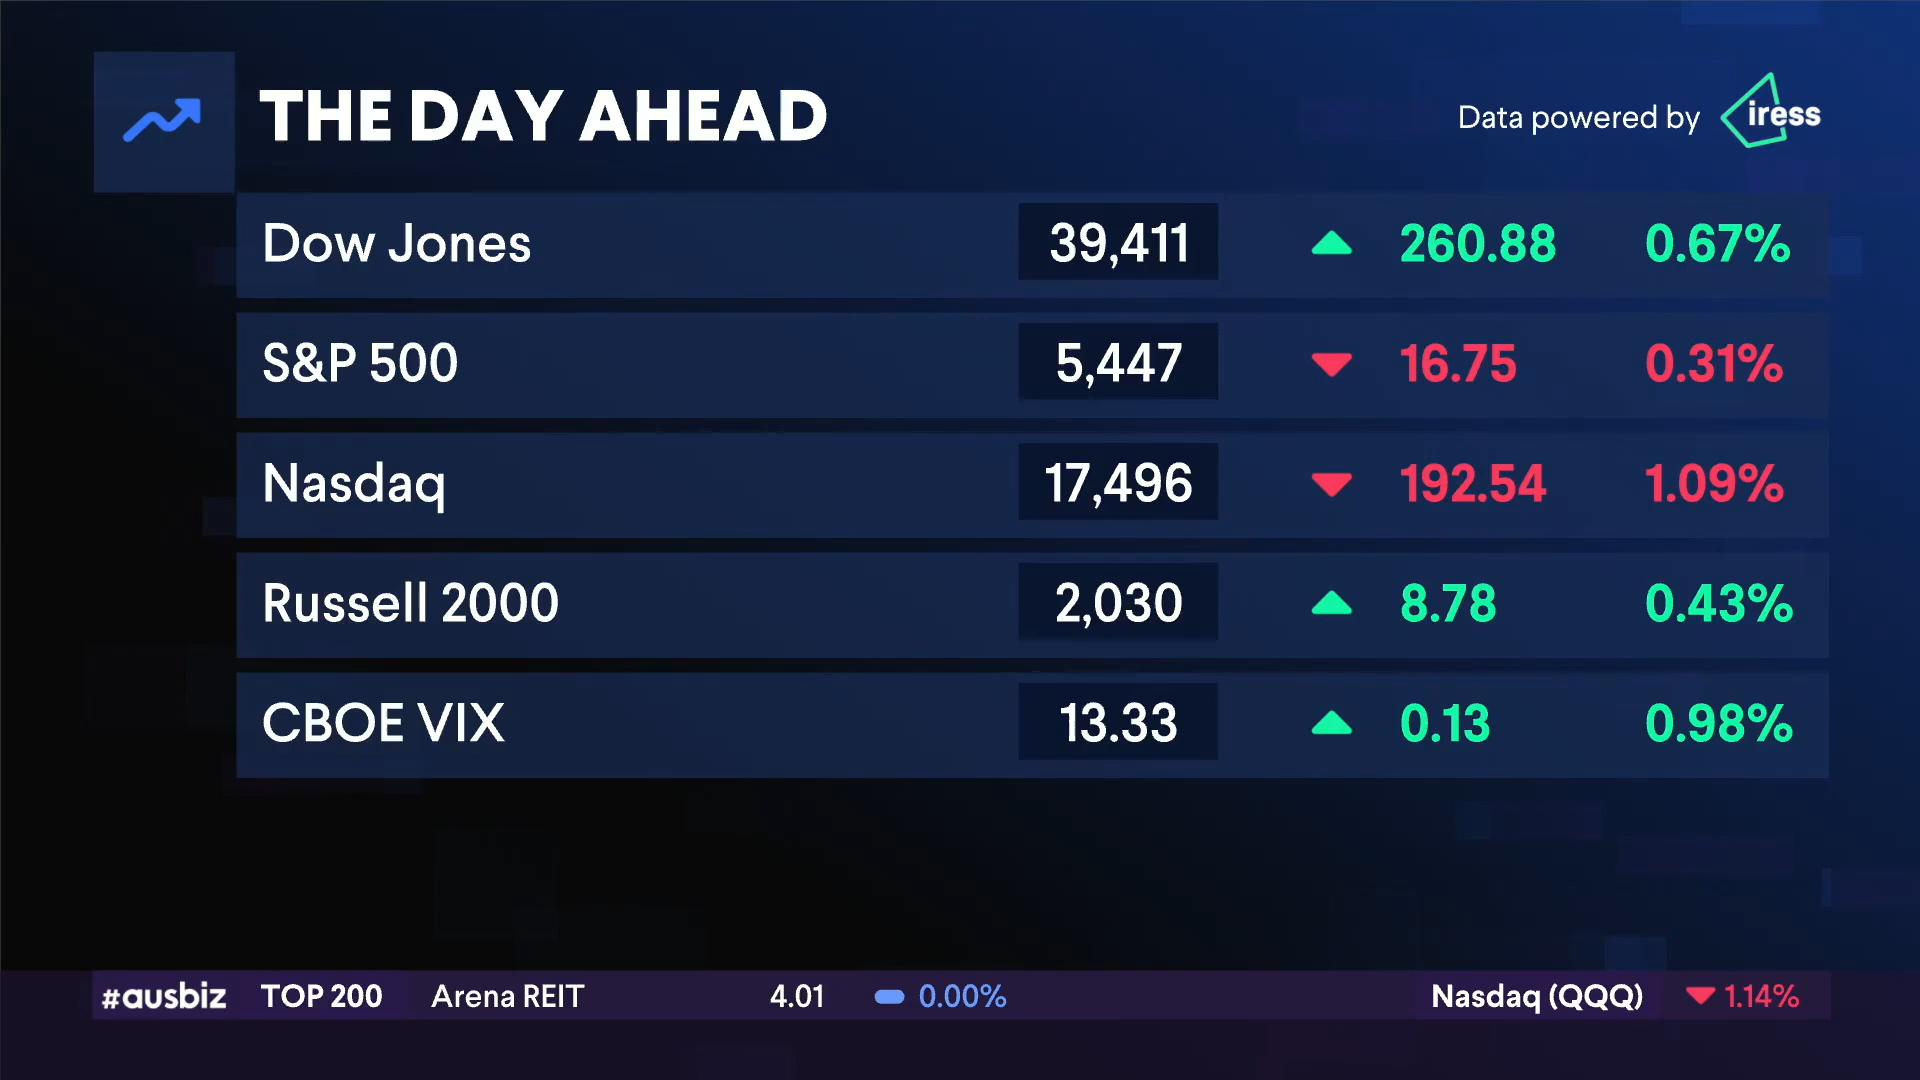 THE DAY AHEAD
Data powered by iress
Dow Jones 39,411 260.88 0.67%
S&P 500 5,447 16.75 0.31%
Nasdaq 17,496 192.54 1.09%
Russell 2000 2,030 8.78 0.43%
CBOE VIX 13.33 0.13 0.98%
#ausbiz TOP 200 Arena REIT 4.01 0.00% Nasdaq (QQQ) 1.14%